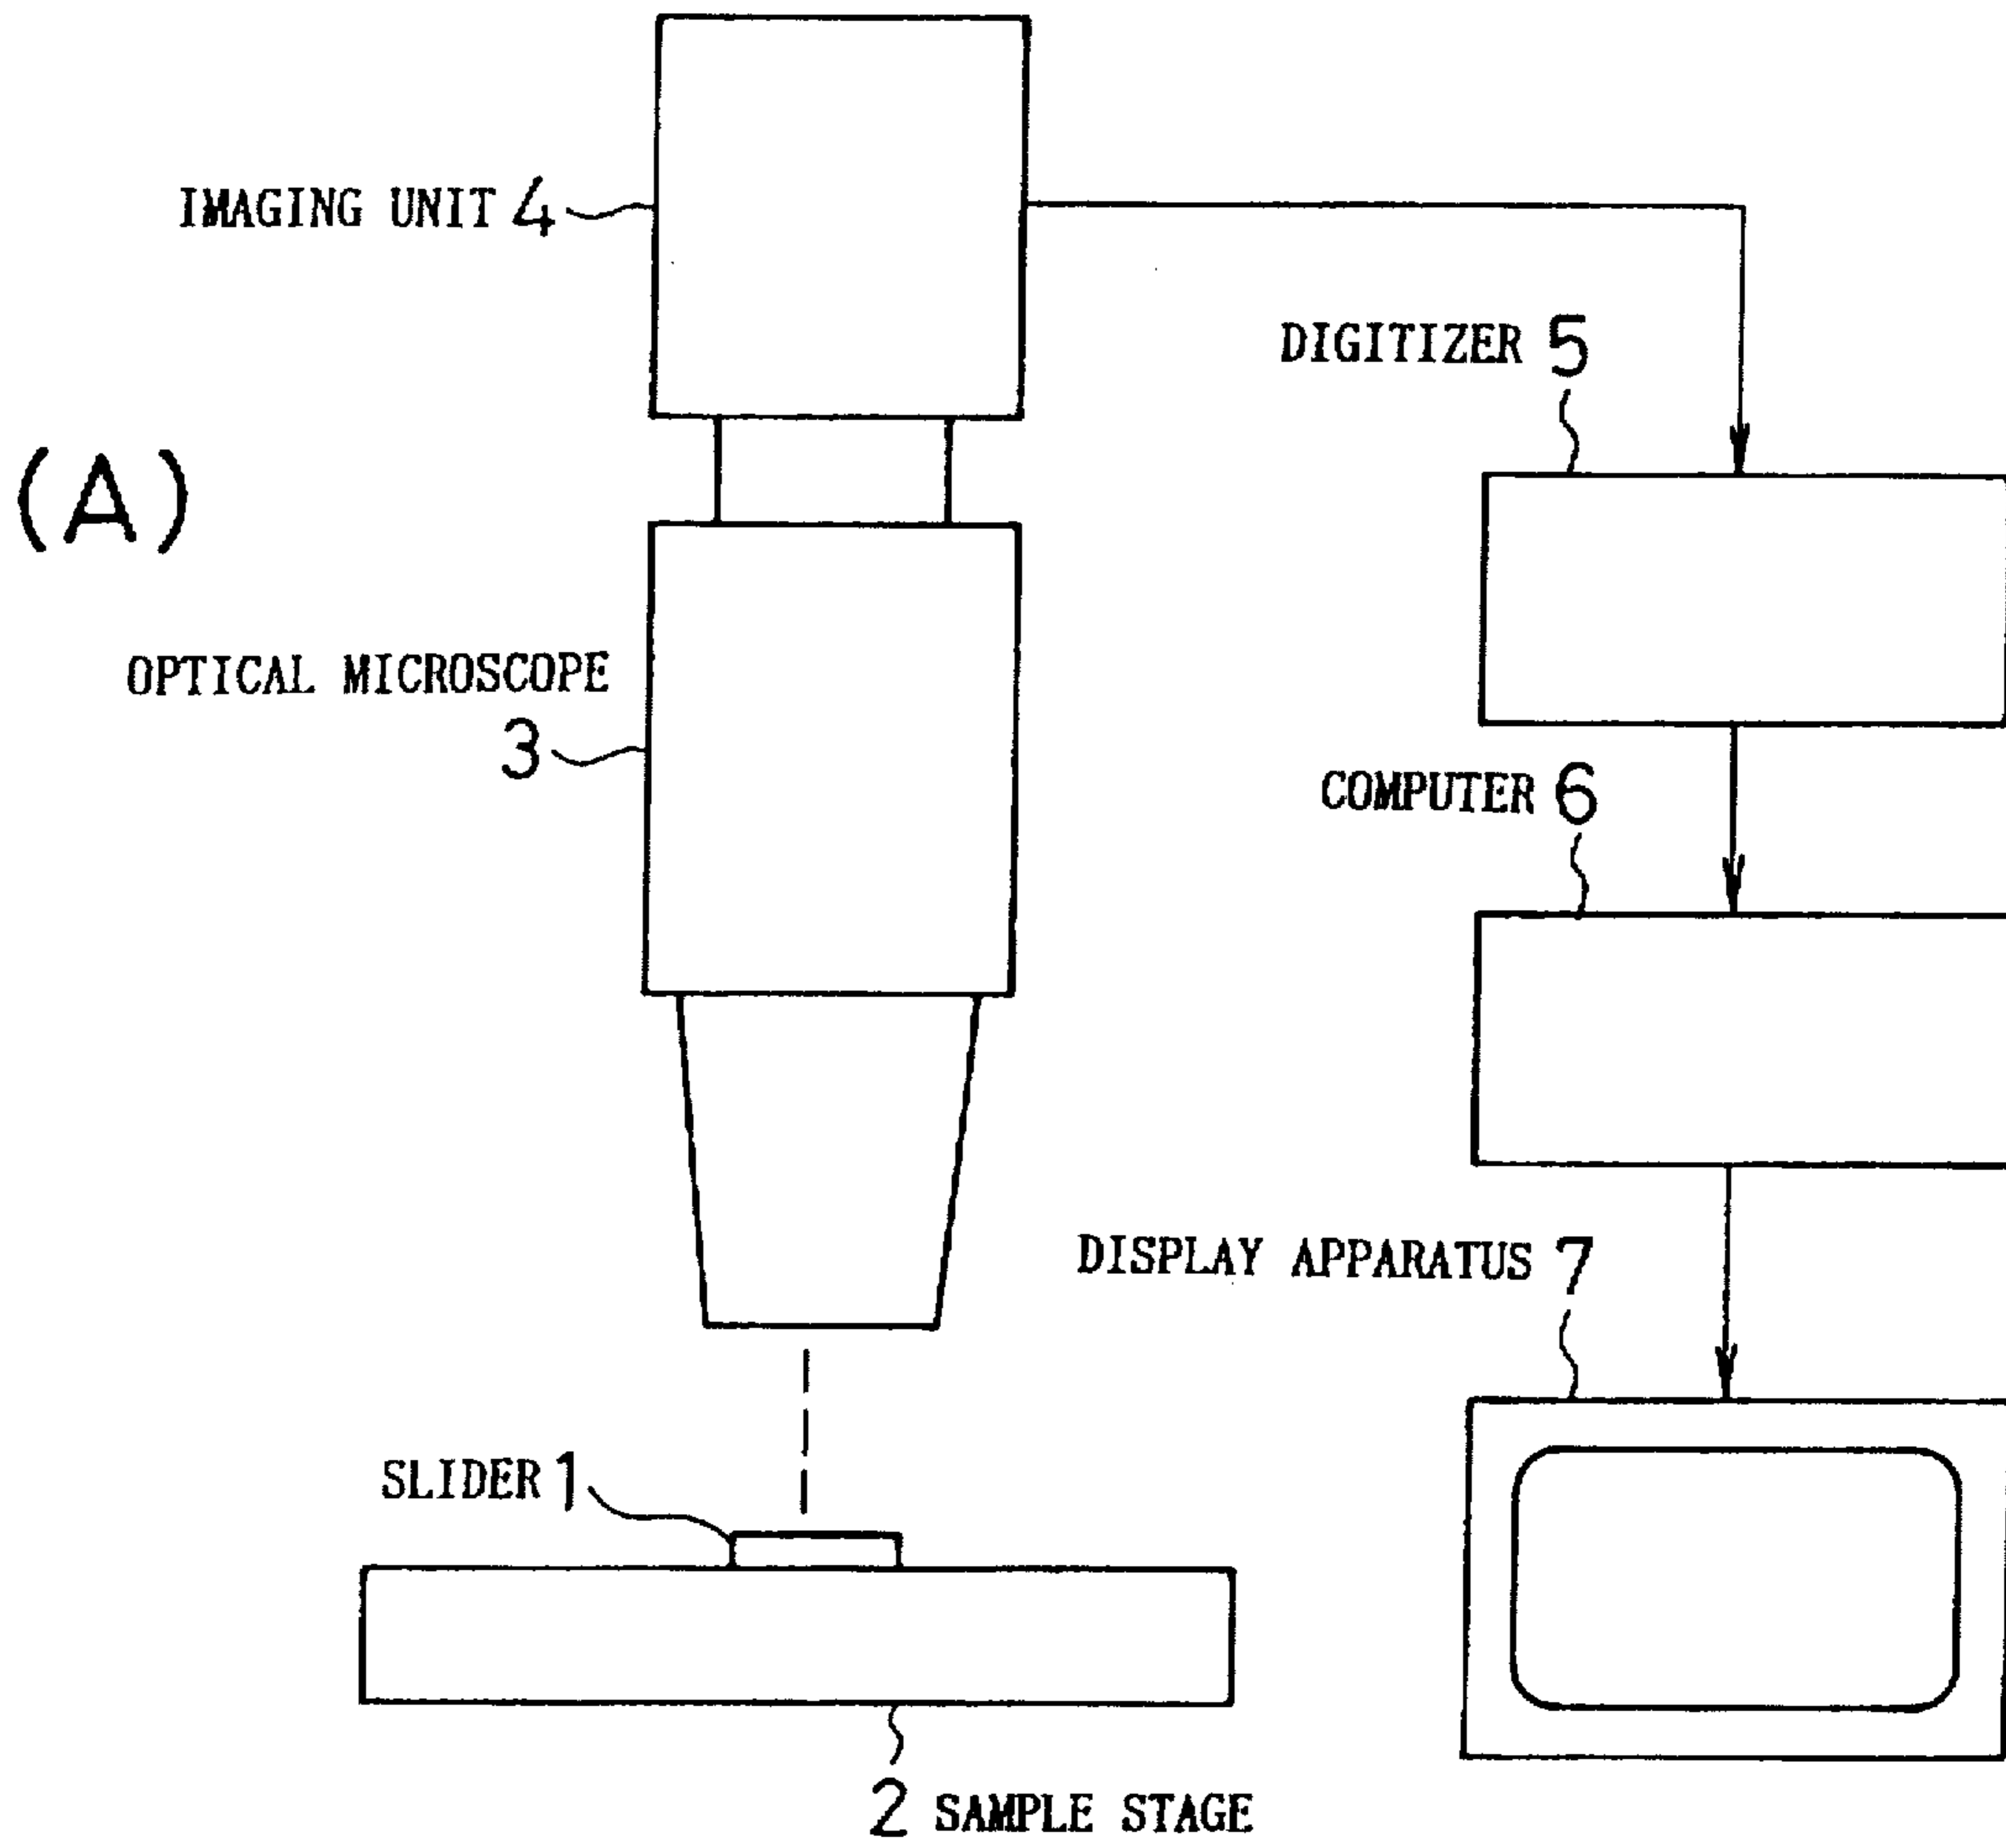 IMAGING UNIT 4
DIGITIZER 5
(A)
OPTICAL MICROSCOPE
3
COMPUTER 6
DISPLAY APPARATUS 7
SLIDER 1
2 SAMPLE STAGE